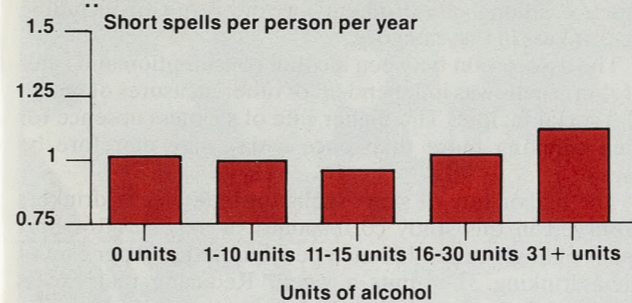 Short spells per person per year
1.5
1.25
1
0.75
0 units 1-10 units 11-15 units 16-30 units 31+ units
Units of alcohol